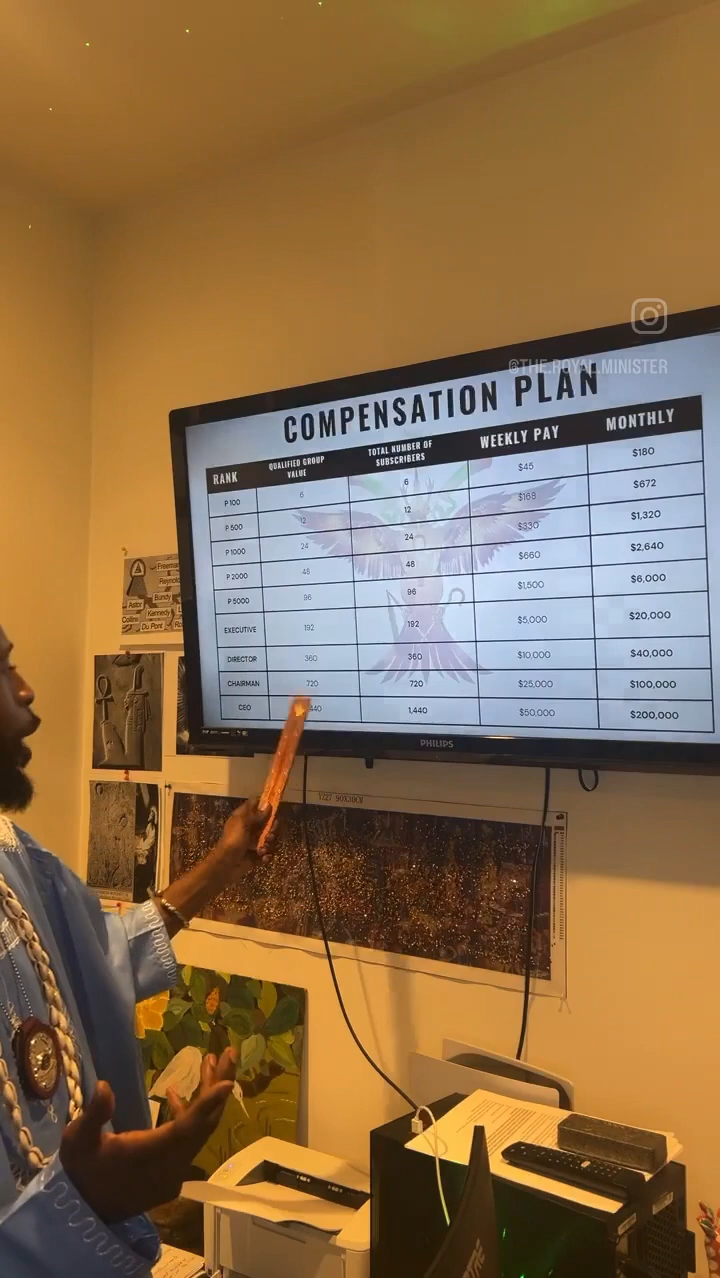 @THE.ROYAL.MINISTER
COMPENSATION PLAN
RANK QUALIFIED GROUP VALUE TOTAL NUMBER OF SUBSCRIBERS WEEKLY PAY MONTHLY
P 100 6 6 $45 $180
P 500 12 12 $168 $672
P 1000 24 24 $330 $1,320
P 2000 48 48 $660 $2,640
P 5000 96 96 $1,500 $6,000
EXECUTIVE 192 192 $5,000 $20,000
DIRECTOR 360 360 $10,000 $40,000
CHAIRMAN 720 720 $25,000 $100,000
CEO 440 1,440 $50,000 $200,000
PHILIPS
Freeman
Reynold
Astor Bundy
Collins Kennedy
Du Pont